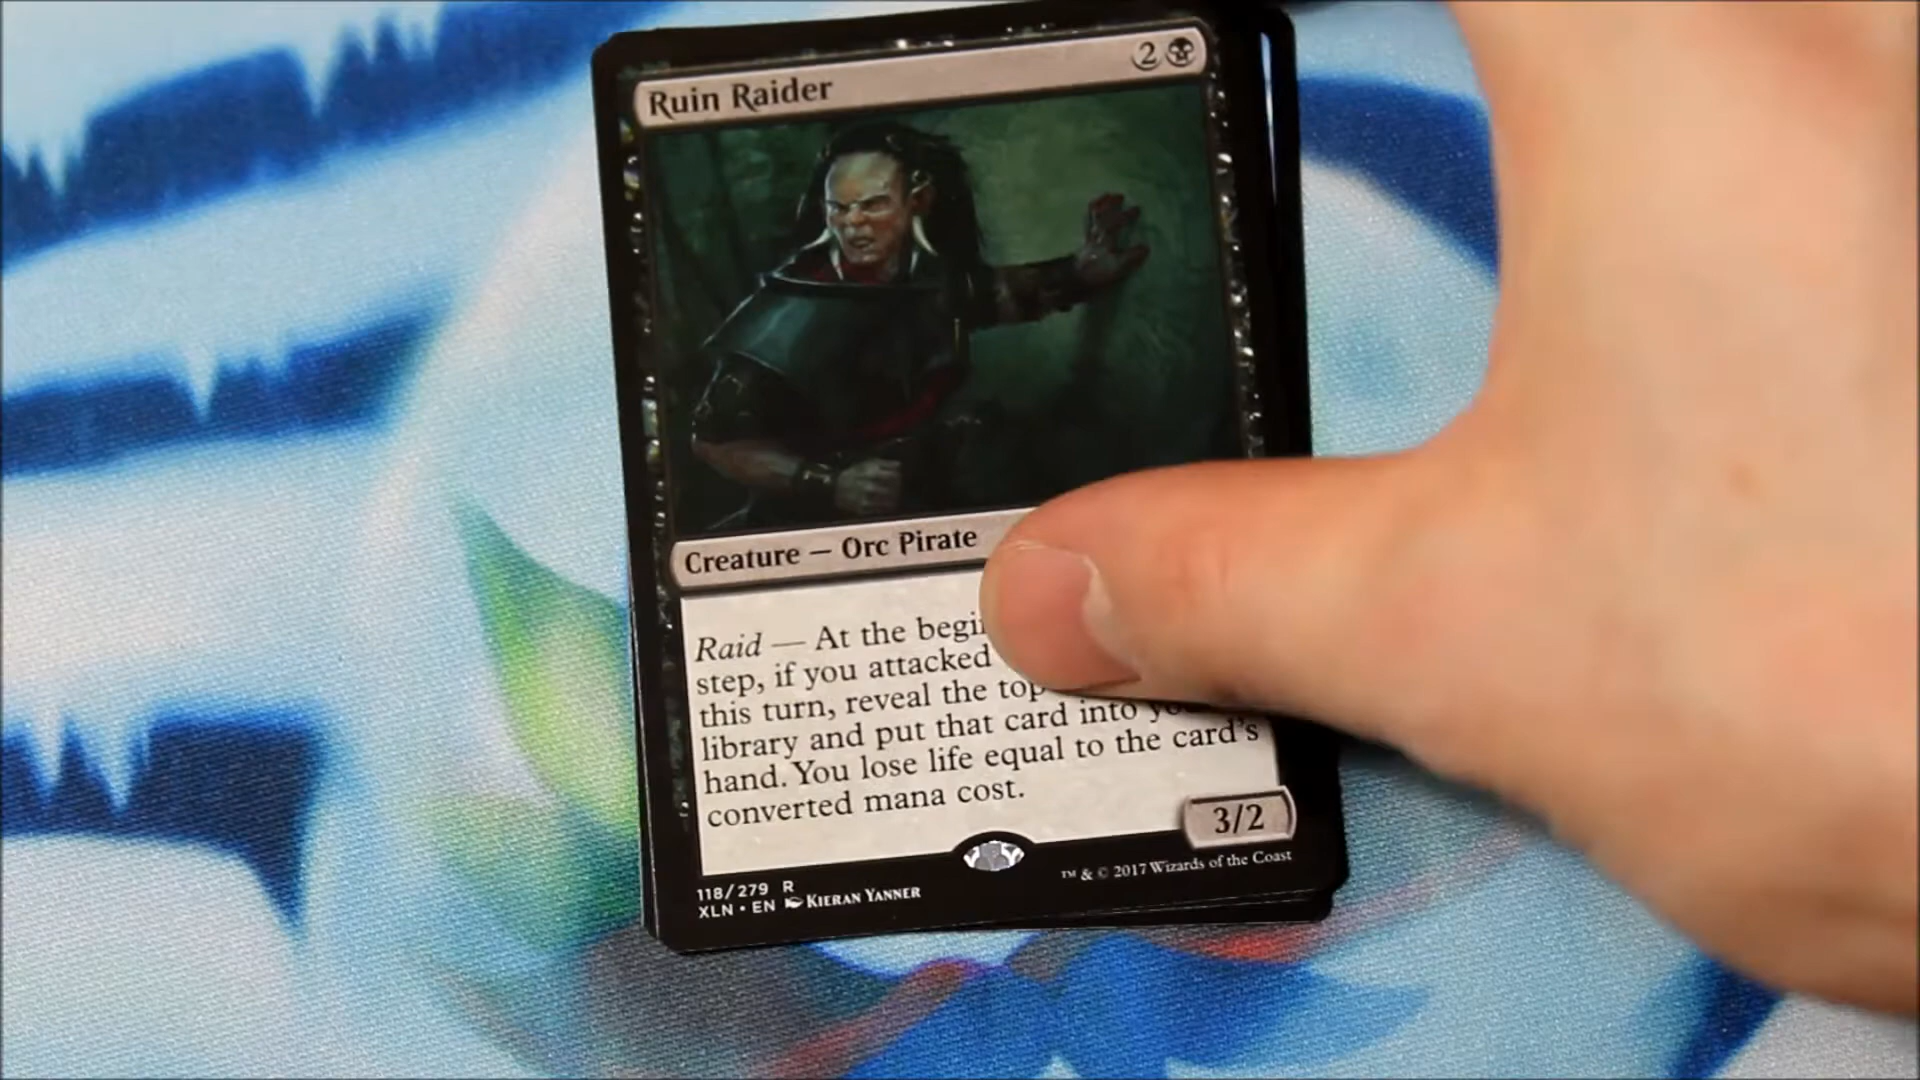 Ruin Raider 2
Creature — Orc Pirate
Raid — At the
step, if you attacked
this turn, reveal the top
library and put that card into
hand. You lose life equal to the card's
converted mana cost.
3/2
118/279 R
XLN • EN KIERAN YANNER
™ & © 2017 Wizards of the Coast